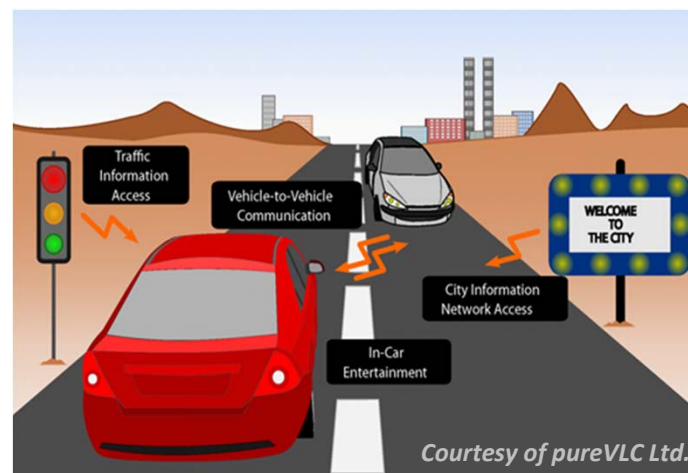 Traffic
Information
Access
Vehicle-to-Vehicle
Communication
WELCOME
TO
THE CITY
City Information
Network Access
In-Car
Entertainment
Courtesy of pureVLC Ltd.